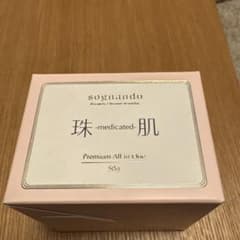 sognando
珠 -medicated- 肌
Premium All in One
50g